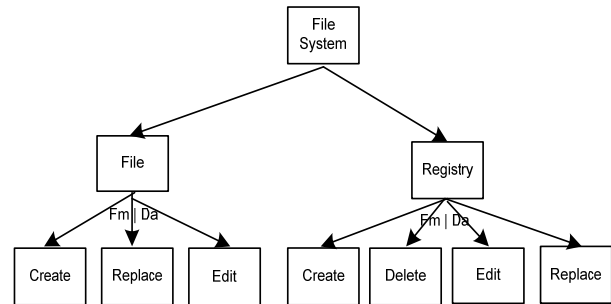 File
System
File
Registry
Fm | Da
Fm | Da
Create
Replace
Edit
Create
Delete
Edit
Replace